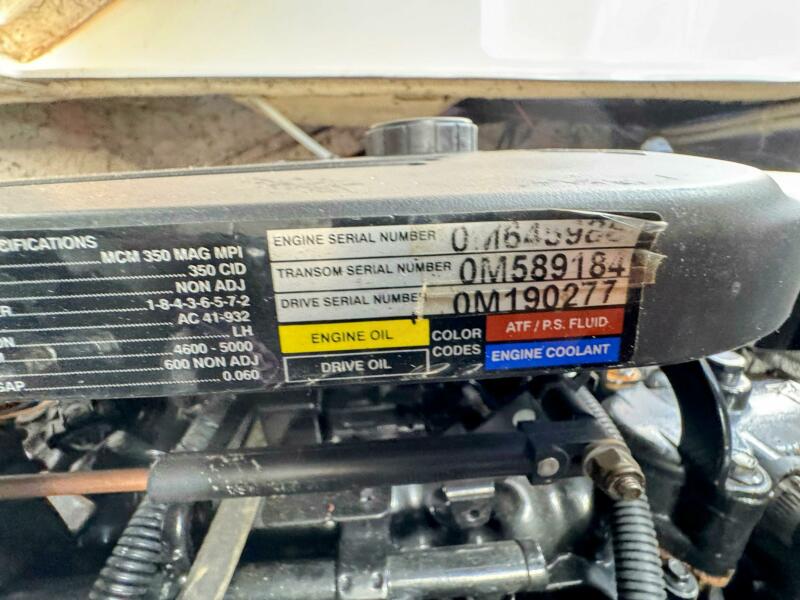 CIFICATIONS
MCM 350 MAG MPI
350 CID
NON ADJ
1-8-4-3-6-5-7-2
AC 41-932
LH
4600 - 5000
600 NON ADJ
GAP 0.060
ENGINE SERIAL NUMBER
TRANSOM SERIAL NUMBER 0M589184
DRIVE SERIAL NUMBER 0M190277
ENGINE OIL
COLOR CODES
ATF / P.S. FLUID
DRIVE OIL
ENGINE COOLANT